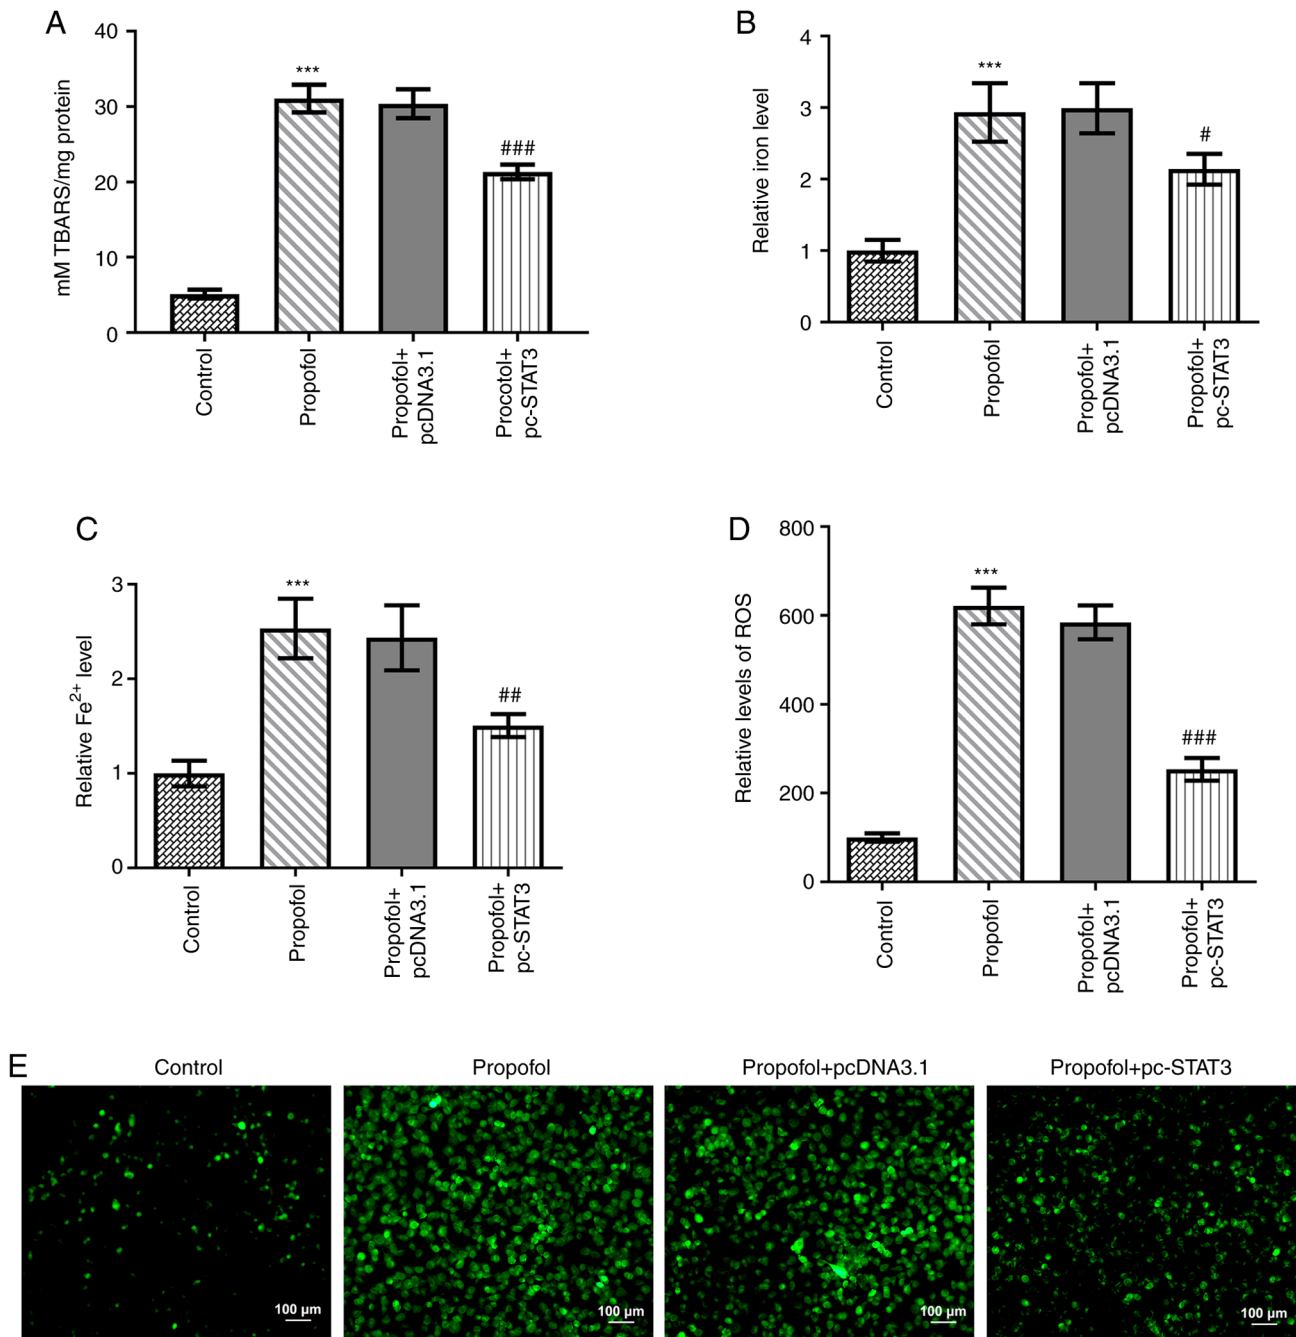 A
40
30
20
10
0
mM TBARS/mg protein
***
###
Control
Propofol
Propofol+
pcDNA3.1
Procotol+
pc-STAT3
B
4
3
2
1
0
Relative iron level
***
#
Control
Propofol
Propofol+
pcDNA3.1
Propofol+
pc-STAT3
C
3
2
1
0
Relative Fe2+ level
***
##
Control
Propofol
Propofol+
pcDNA3.1
Propofol+
pc-STAT3
D
800
600
400
200
0
Relative levels of ROS
***
###
Control
Propofol
Propofol+
pcDNA3.1
Propofol+
pc-STAT3
E
Control
Propofol
Propofol+pcDNA3.1
Propofol+pc-STAT3
100 µm
100 µm
100 µm
100 µm